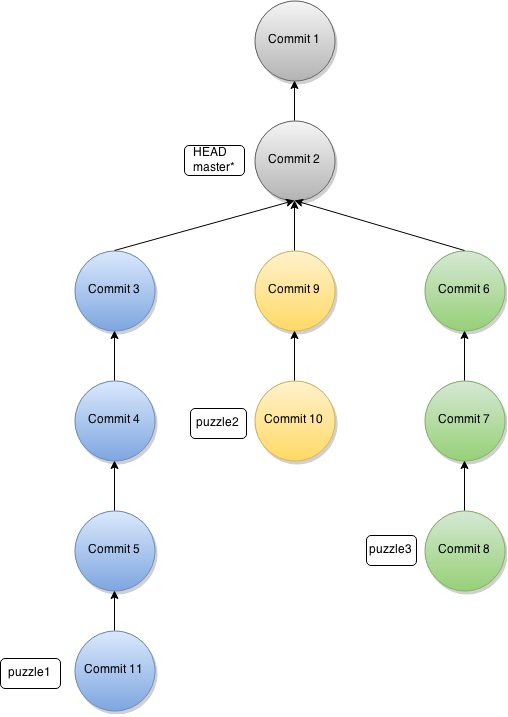 Commit 1
HEAD
master*
Commit 2
Commit 3
Commit 9
Commit 6
Commit 4
puzzle2
Commit 10
Commit 7
Commit 5
puzzle3
Commit 8
puzzle1
Commit 11